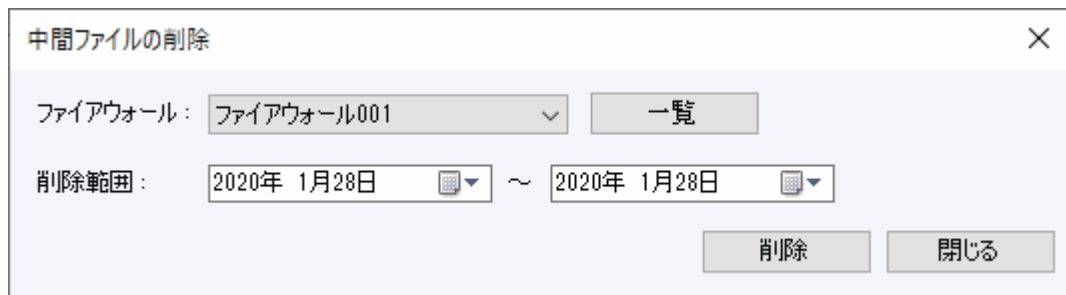 中間ファイルの削除
ファイアウォール： ファイアウォール001 一覧
削除範囲： 2020年 1月28日 ～ 2020年 1月28日
削除 閉じる